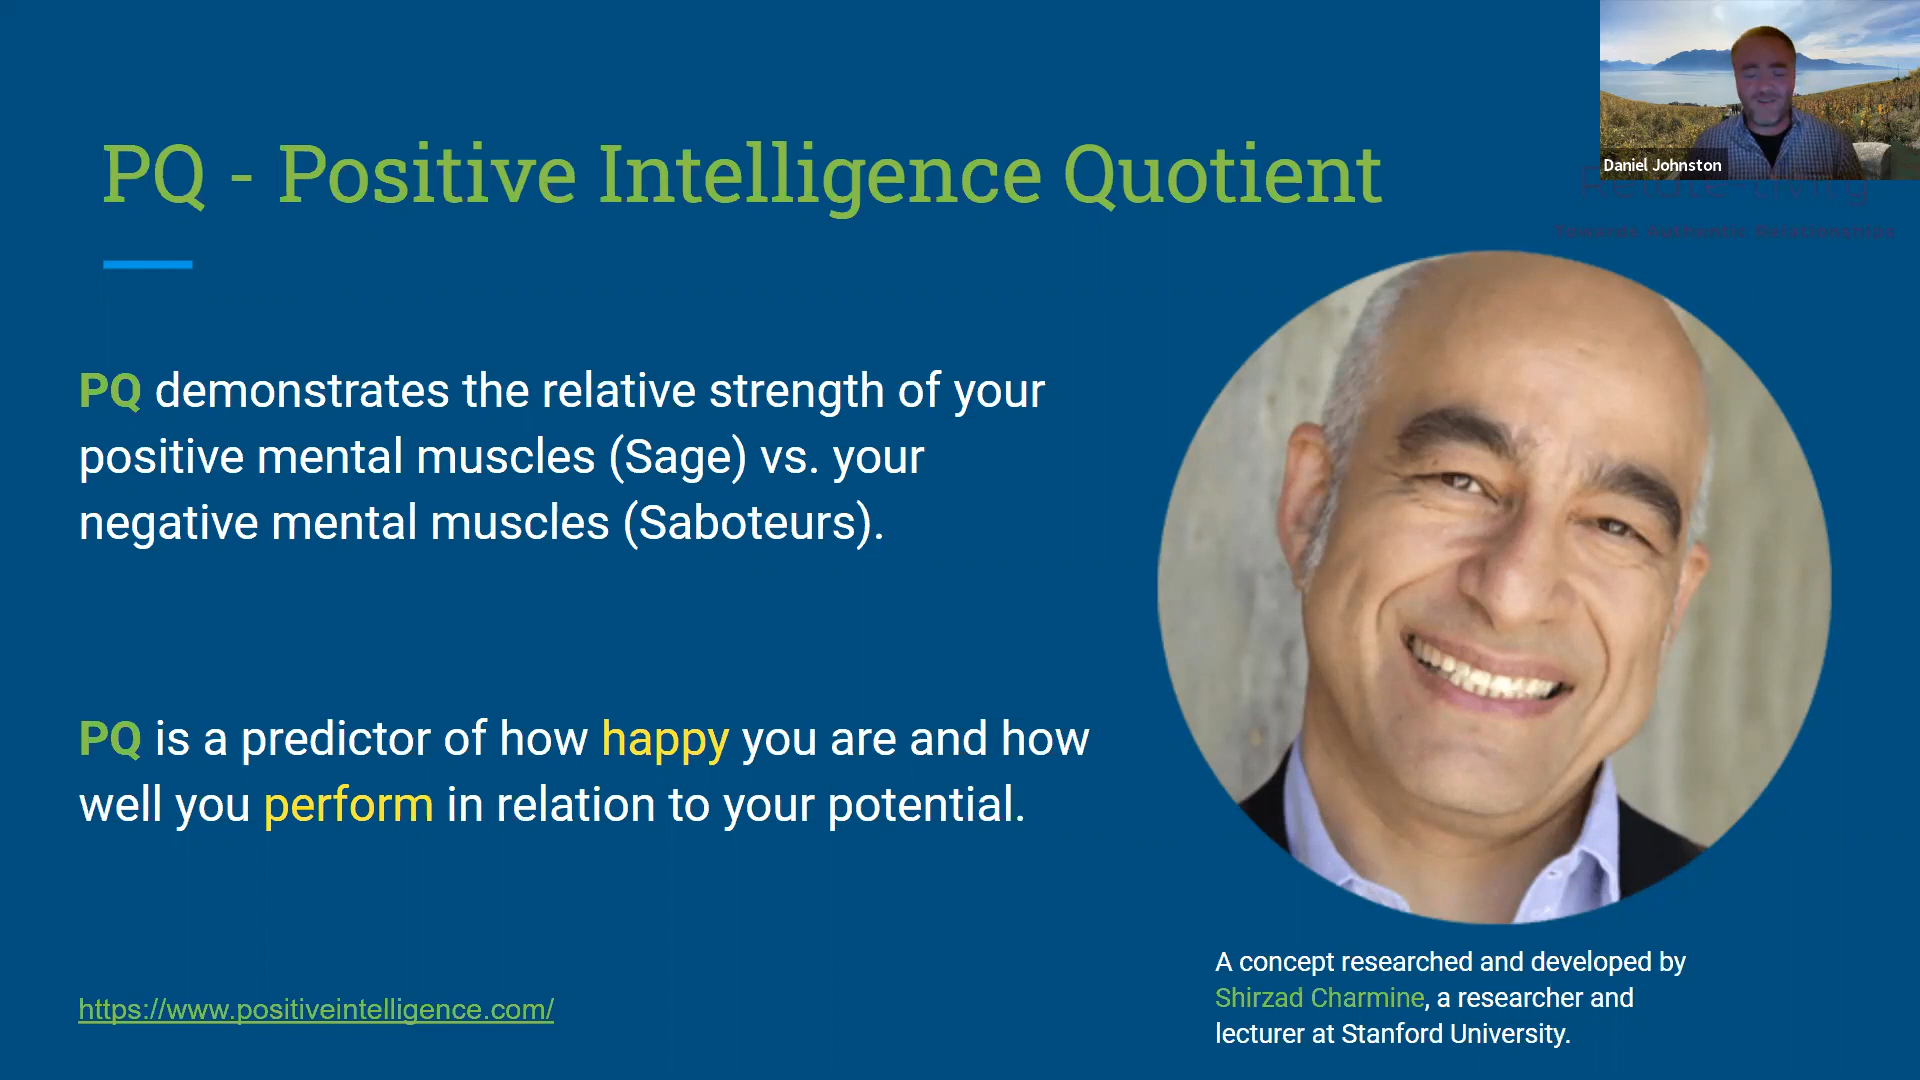 PQ - Positive Intelligence Quotient
Daniel Johnston
Towards Authentic Relationships
PQ demonstrates the relative strength of your
positive mental muscles (Sage) vs. your
negative mental muscles (Saboteurs).
PQ is a predictor of how happy you are and how
well you perform in relation to your potential.
https://www.positiveintelligence.com/
A concept researched and developed by
Shirzad Charmine, a researcher and
lecturer at Stanford University.